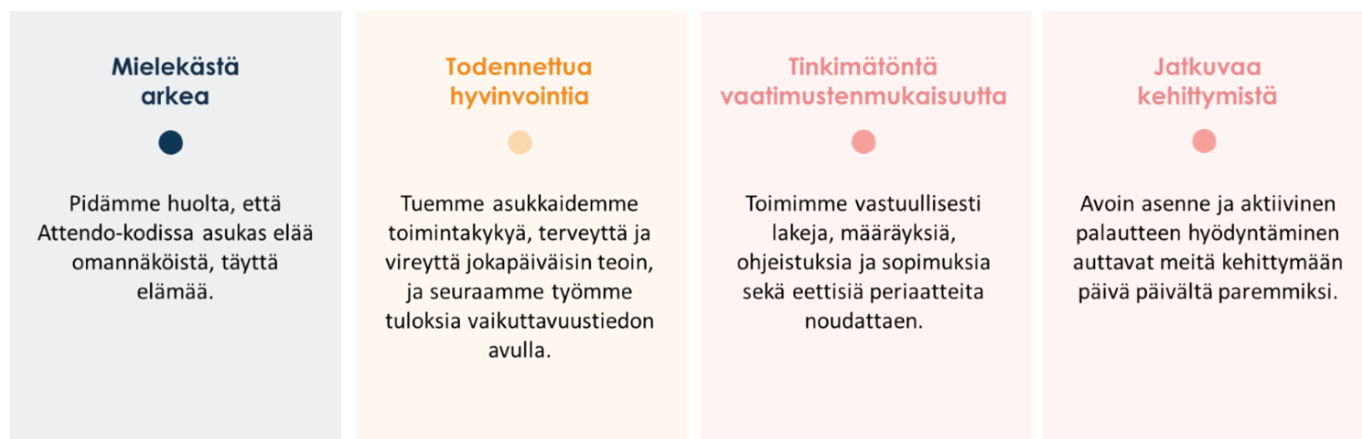 Mielekästä
arkea
Pidämme huolta, että
Attendo-kodissa asukas elää
omannäköistä, täyttä
elämää.
Todennettua
hyvinvointia
Tuemme asukkaidemme
toimintakykyä, terveyttä ja
vireyttä jokapäiväisin teoin,
ja seuraamme työmme
tuloksia vaikuttavuustiedon
avulla.
Tinkimätöntä
vaatimustenmukaisuutta
Toimimme vastuullisesti
lakeja, määräyksiä,
ohjeistuksia ja sopimuksia
sekä eettisiä periaatteita
noudattaen.
Jatkuvaa
kehittymistä
Avoin asenne ja aktiivinen
palautteen hyödyntäminen
auttavat meitä kehittymään
päivä päivältä paremmiksi.